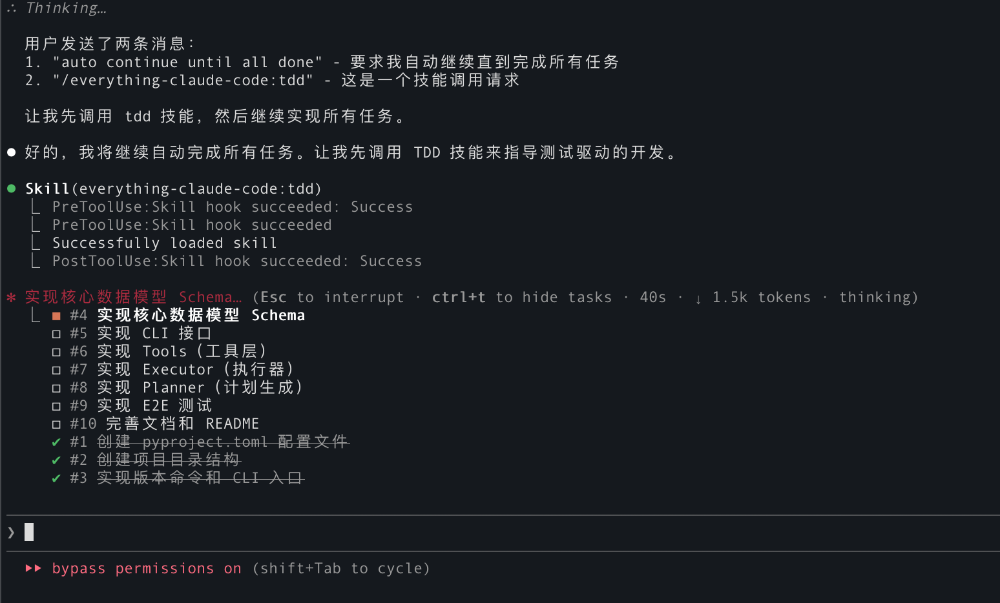 ∴ Thinking…
用户发送了两条消息：
1. "auto continue until all done" - 要求我自动继续直到完成所有任务
2. "/everything-claude-code:tdd" - 这是一个技能调用请求
让我先调用 tdd 技能，然后继续实现所有任务。
● 好的，我将继续自动完成所有任务。让我先调用 TDD 技能来指导测试驱动的开发。
● Skill(everything-claude-code:tdd)
⎿ PreToolUse:Skill hook succeeded: Success
⎿ PreToolUse:Skill hook succeeded
⎿ Successfully loaded skill
⎿ PostToolUse:Skill hook succeeded: Success
✻ 实现核心数据模型 Schema… (Esc to interrupt · ctrl+t to hide tasks · 40s · ↓ 1.5k tokens · thinking)
⎿ ■ #4 实现核心数据模型 Schema
□ #5 实现 CLI 接口
□ #6 实现 Tools（工具层）
□ #7 实现 Executor（执行器）
□ #8 实现 Planner（计划生成）
□ #9 实现 E2E 测试
□ #10 完善文档和 README
✔ #1 创建 pyproject.toml 配置文件
✔ #2 创建项目目录结构
✔ #3 实现版本命令和 CLI 入口
❯
⏵⏵ bypass permissions on (shift+Tab to cycle)